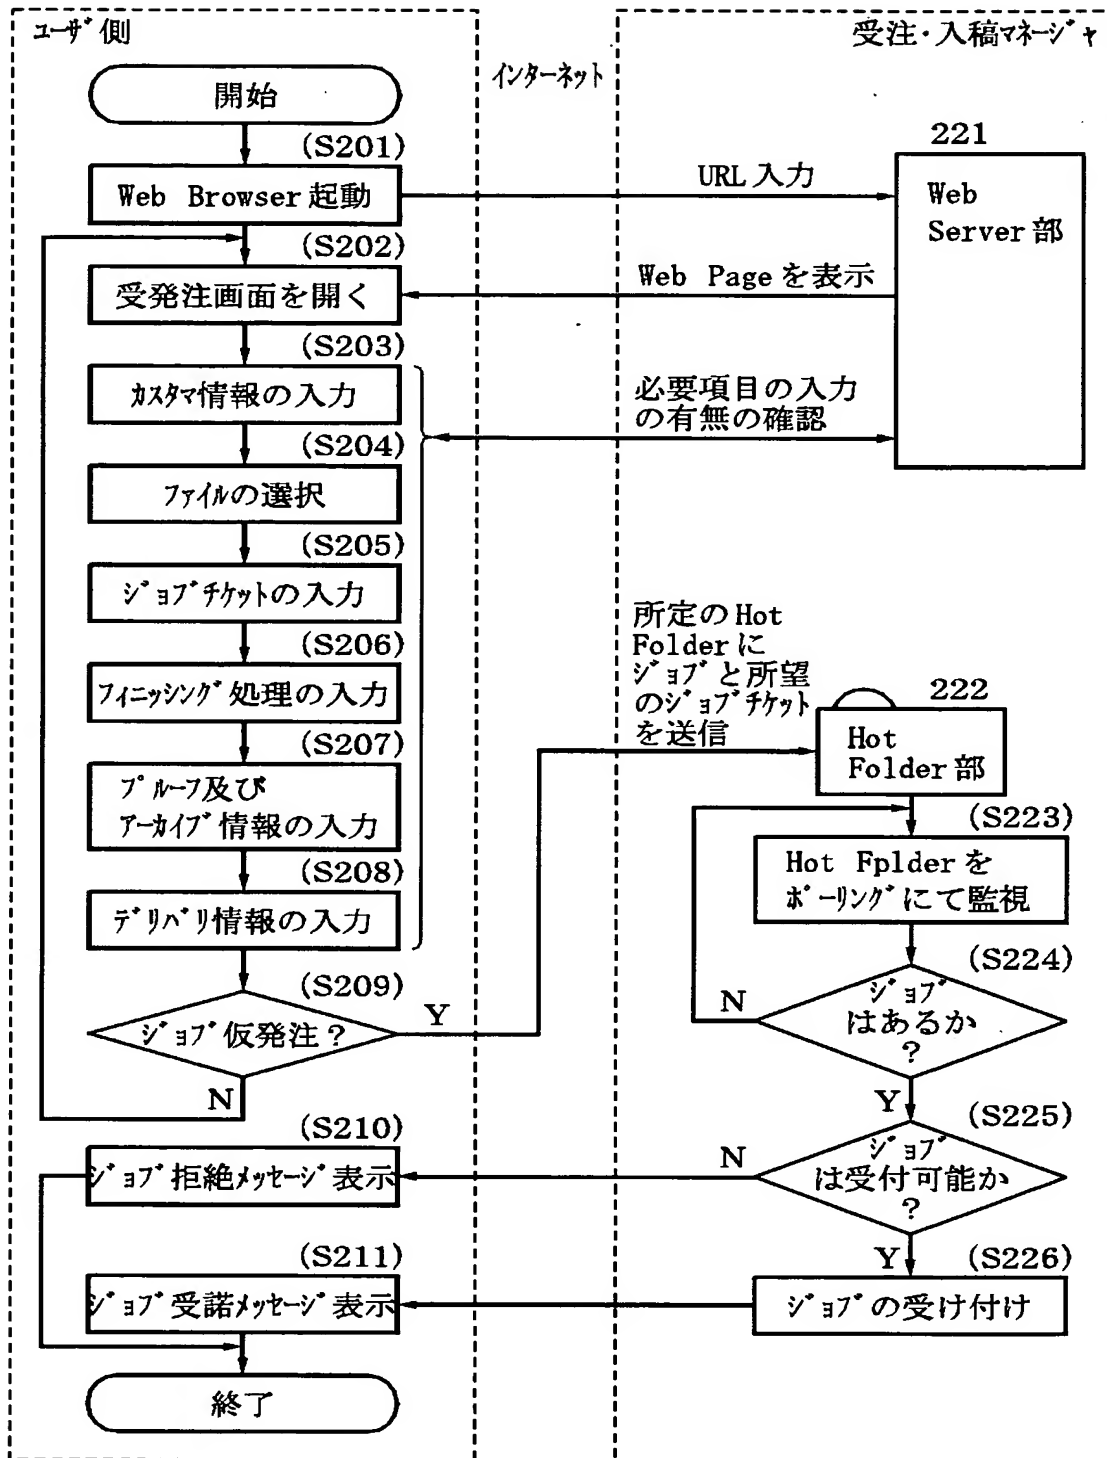 ユーザ側
開始
(S201)
Web Browser起動
(S202)
受発注画面を開く
(S203)
カスタマ情報の入力
(S204)
ファイルの選択
(S205)
ジョブチケットの入力
(S206)
フィニッシング処理の入力
(S207)
プルーフ及び
アーカイブ情報の入力
(S208)
デリバリ情報の入力
(S209)
ジョブ仮発注?
Y
N
(S210)
ジョブ拒絶メッセージ表示
(S211)
ジョブ受諾メッセージ表示
終了
インターネット
URL入力
Web Pageを表示
必要項目の入力
の有無の確認
所定のHot
Folderに
ジョブと所望
のジョブチケット
を送信
受注・入稿マネージャ
221
Web
Server部
222
Hot
Folder部
(S223)
Hot Fplderを
ポーリングにて監視
(S224)
ジョブ
はあるか
?
N
Y
(S225)
ジョブ
は受付可能か
?
N
Y
(S226)
ジョブの受け付け